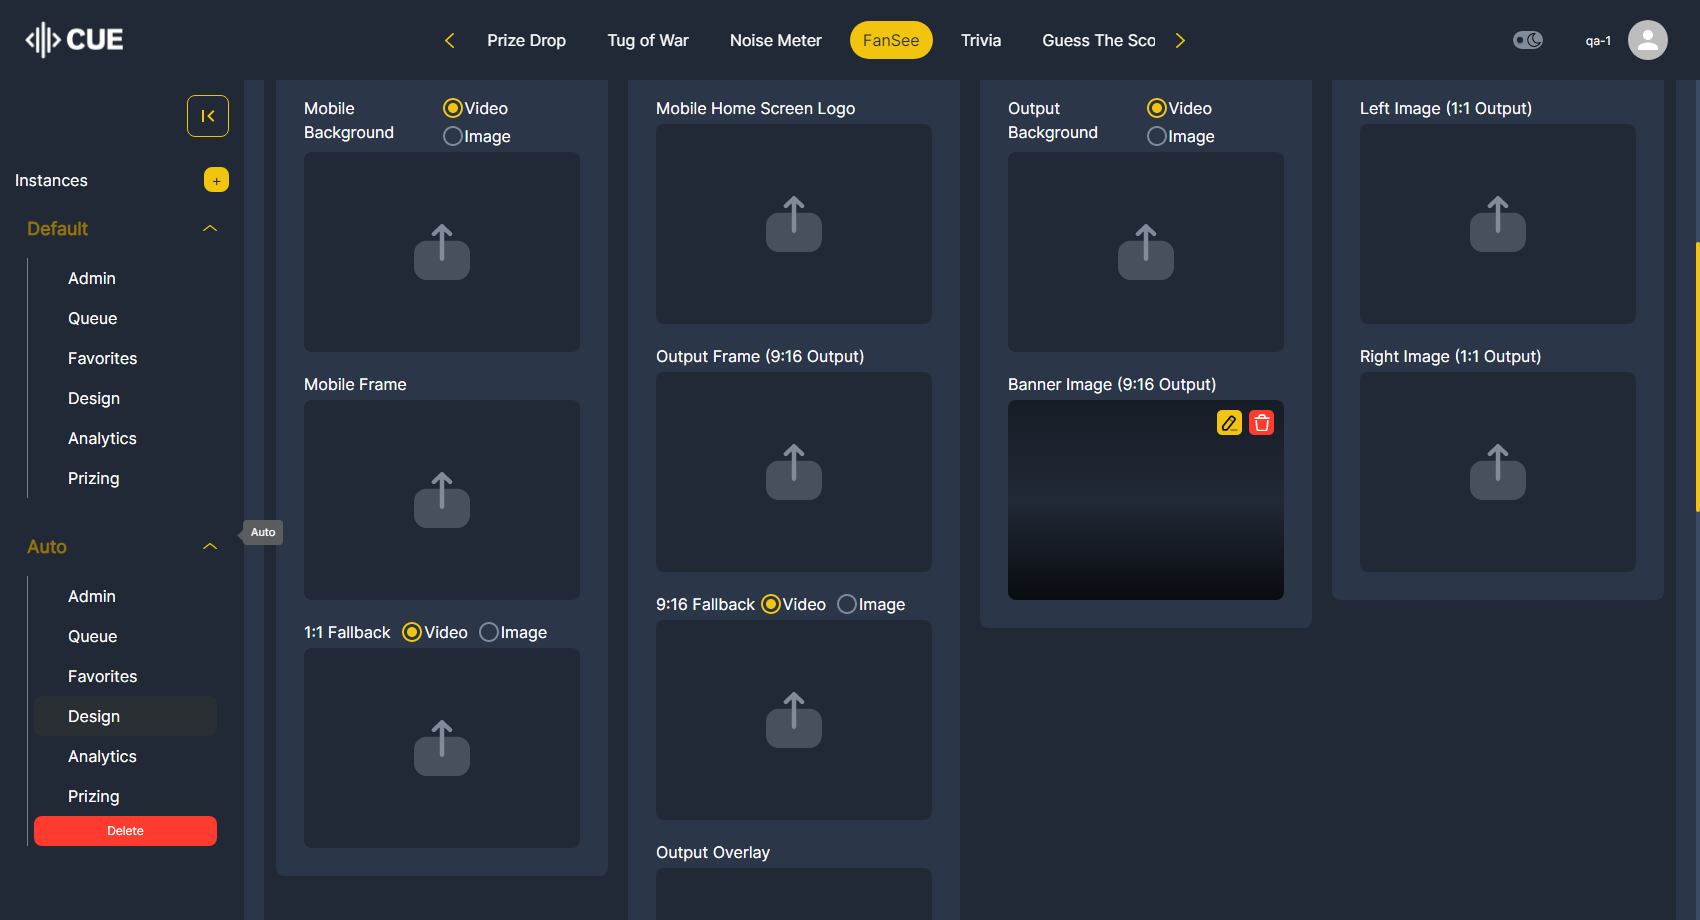 CUE
Prize Drop
Tug of War
Noise Meter
FanSee
Trivia
Guess The Sco
qa-1
Instances
+
Default
Admin
Queue
Favorites
Design
Analytics
Prizing
Auto
Auto
Admin
Queue
Favorites
Design
Analytics
Prizing
Delete
Mobile
Background
Video
Image
Mobile Frame
1:1 Fallback Video Image
Mobile Home Screen Logo
Output Frame (9:16 Output)
9:16 Fallback Video Image
Output Overlay
Output
Background
Video
Image
Banner Image (9:16 Output)
Left Image (1:1 Output)
Right Image (1:1 Output)